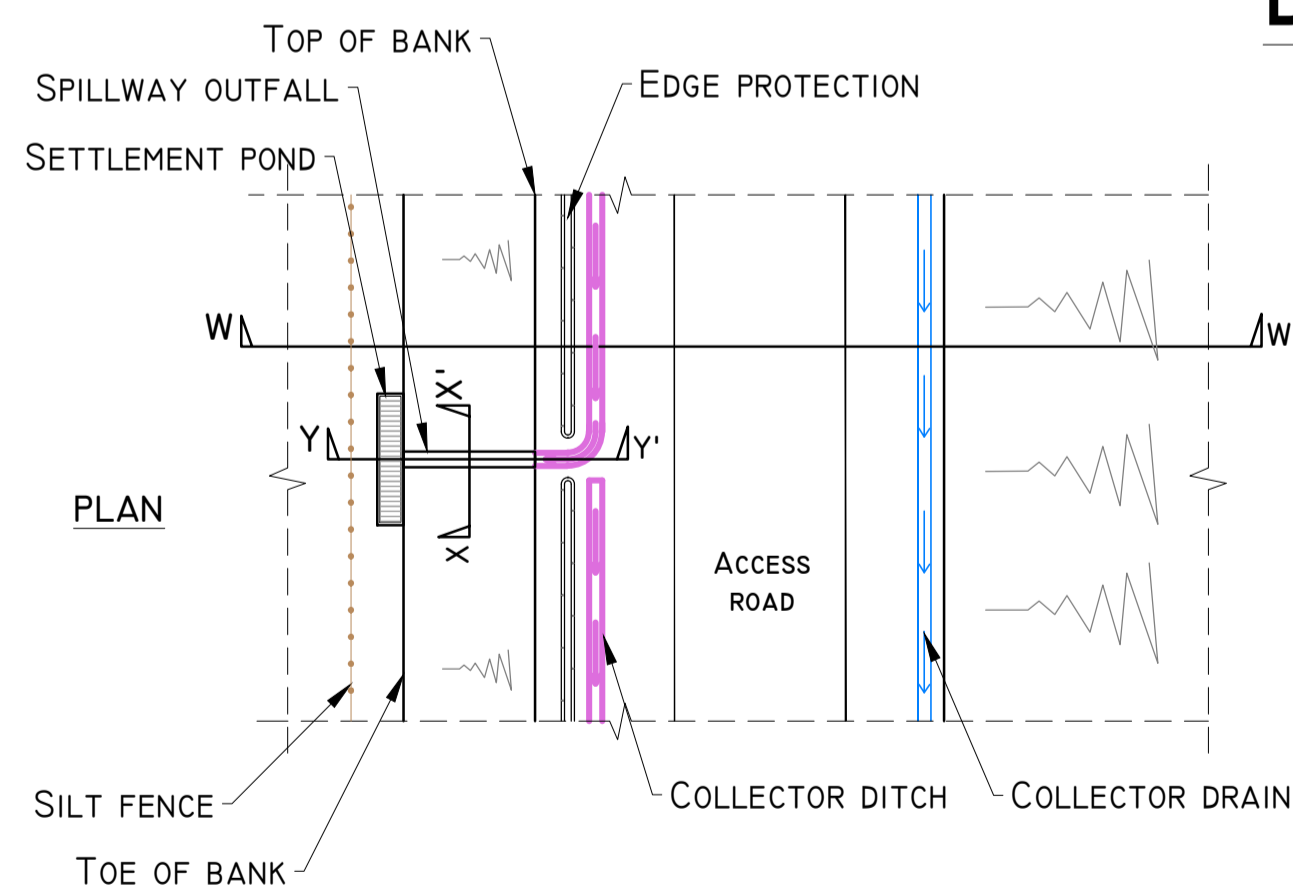 TOP OF BANK
SPILLWAY OUTFALL
EDGE PROTECTION
SETTLEMENT POND
W
W
X'
Y
Y'
PLAN
X
ACCESS
ROAD
SILT FENCE
COLLECTOR DITCH
COLLECTOR DRAIN
TOE OF BANK